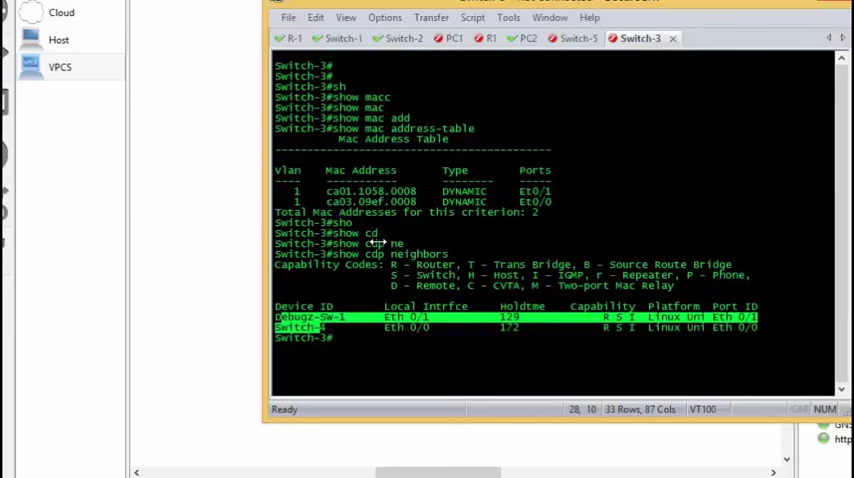 Cloud
Host
VPCS
File Edit View Options Transfer Script Tools Window Help
R-1 Switch-1 Switch-2 PC1 R1 PC2 Switch-5 Switch-3
Switch-3#
Switch-3#
Switch-3#sh
Switch-3#show macc
Switch-3#show mac
Switch-3#show mac add
Switch-3#show mac address-table
Mac Address Table
-------------------------------------------
Vlan Mac Address Type Ports
---- ----------- -------- -----
1 ca01.1058.0008 DYNAMIC Et0/1
1 ca03.09ef.0008 DYNAMIC Et0/0
Total Mac Addresses for this criterion: 2
Switch-3#sho
Switch-3#show cd
Switch-3#show cdp ne
Switch-3#show cdp neighbors
Capability Codes: R - Router, T - Trans Bridge, B - Source Route Bridge
S - Switch, H - Host, I - IGMP, r - Repeater, P - Phone,
D - Remote, C - CVTA, M - Two-port Mac Relay
Device ID Local Intrfce Holdtme Capability Platform Port ID
Debugz-SW-1 Eth 0/1 129 R S I Linux Uni Eth 0/1
Switch-4 Eth 0/0 172 R S I Linux Uni Eth 0/0
Switch-3#
Ready 28, 10 33 Rows, 87 Cols VT100 CAP NUM
GNS
http